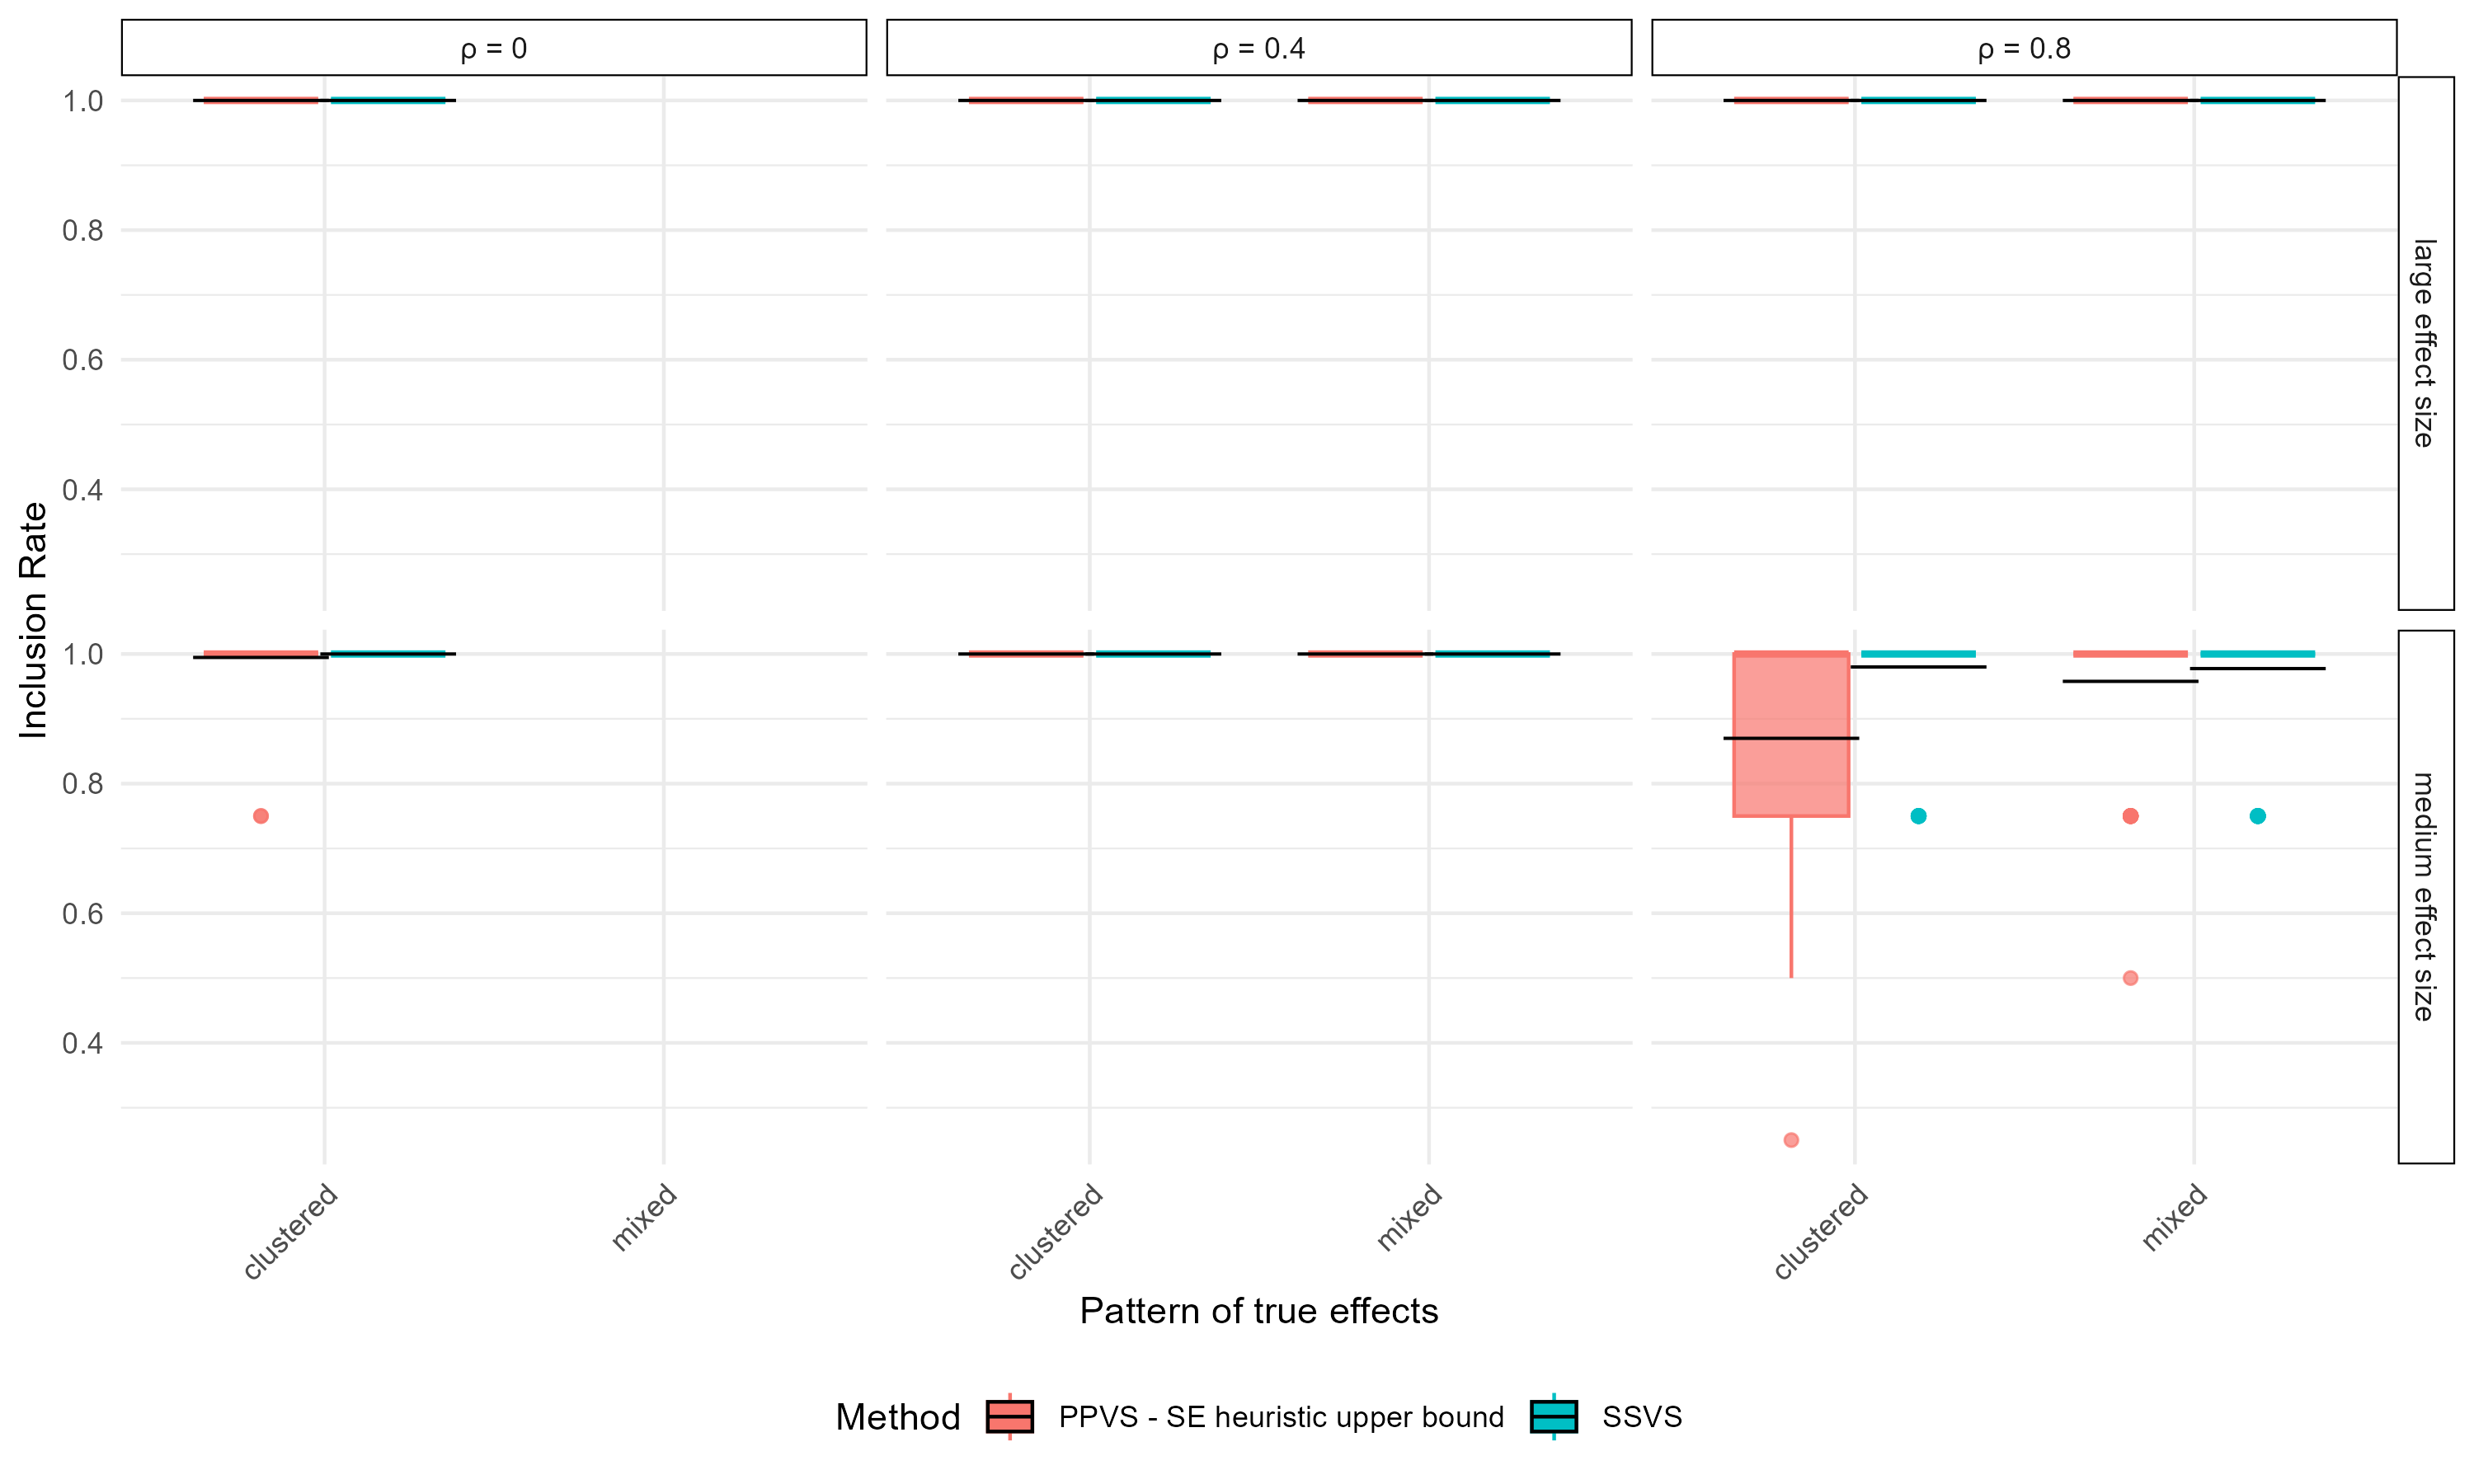 ρ = 0
ρ = 0.4
ρ = 0.8
1.0
0.8
0.6
0.4
large effect size
Inclusion Rate
1.0
0.8
0.6
0.4
medium effect size
clustered
mixed
clustered
mixed
clustered
mixed
Pattern of true effects
Method PPVS - SE heuristic upper bound SSVS